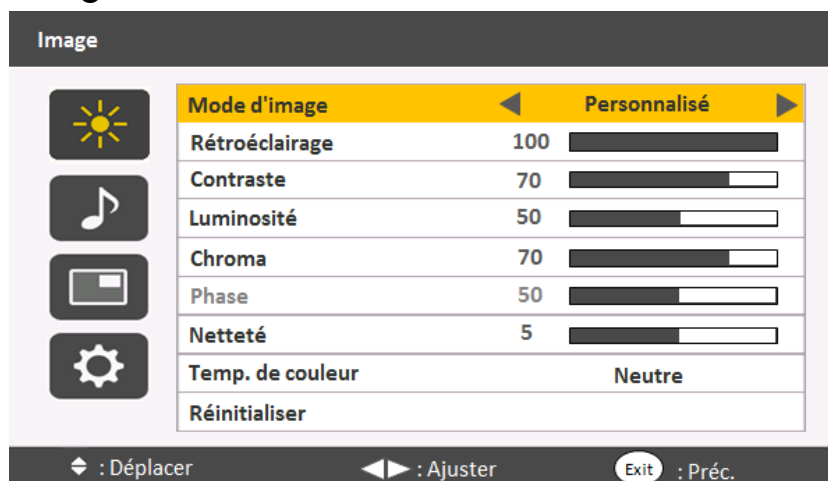 Image
Mode d'image Personnalisé
Rétroéclairage 100
Contraste 70
Luminosité 50
Chroma 70
Phase 50
Netteté 5
Temp. de couleur Neutre
Réinitialiser
: Déplacer : Ajuster Exit : Préc.